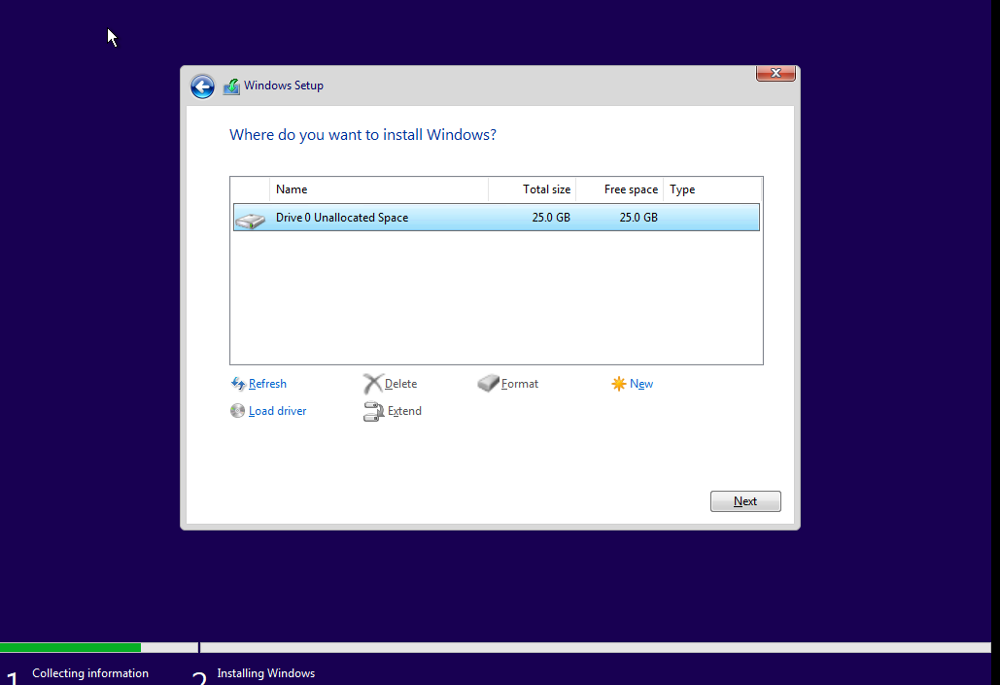 Windows Setup
Where do you want to install Windows?
Name Total size Free space Type
Drive 0 Unallocated Space 25.0 GB 25.0 GB
Refresh Delete Format New
Load driver Extend
Next
1 Collecting information 2 Installing Windows